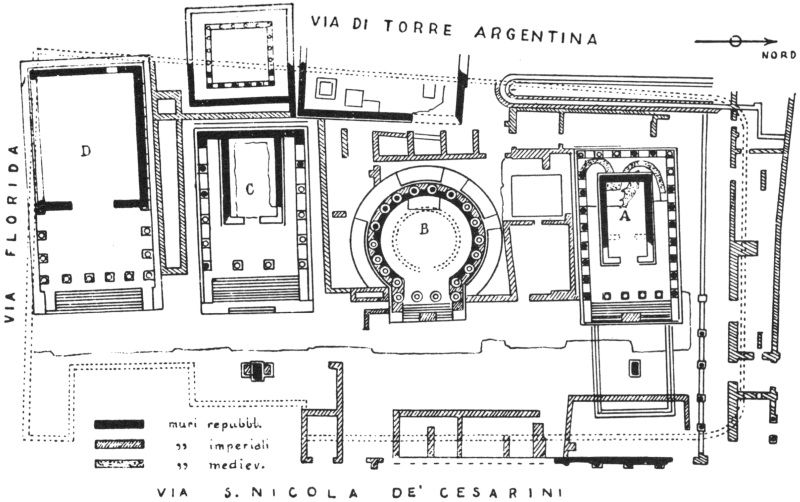 VIA DI TORRE ARGENTINA
NORD
VIA FLORIDA
D
C
B
A
muri repubbl.
" imperiali
" mediev.
VIA S. NICOLA DE' CESARINI